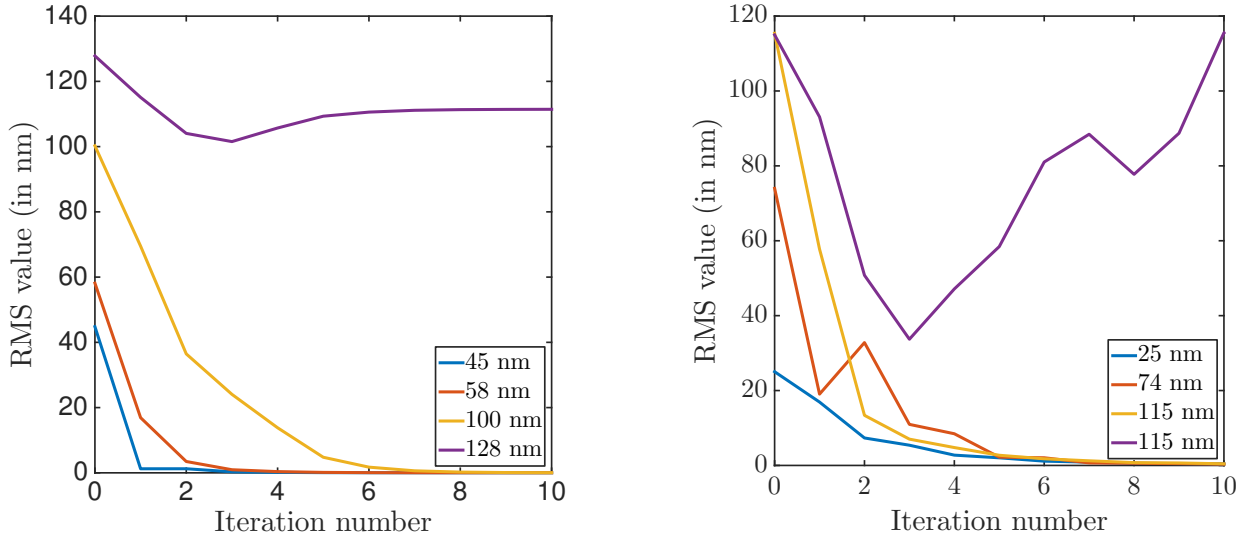 140
120
100
80
60
40
20
0
RMS value (in nm)
0 2 4 6 8 10
Iteration number
45 nm
58 nm
100 nm
128 nm
120
100
80
60
40
20
0
RMS value (in nm)
0 2 4 6 8 10
Iteration number
25 nm
74 nm
115 nm
115 nm